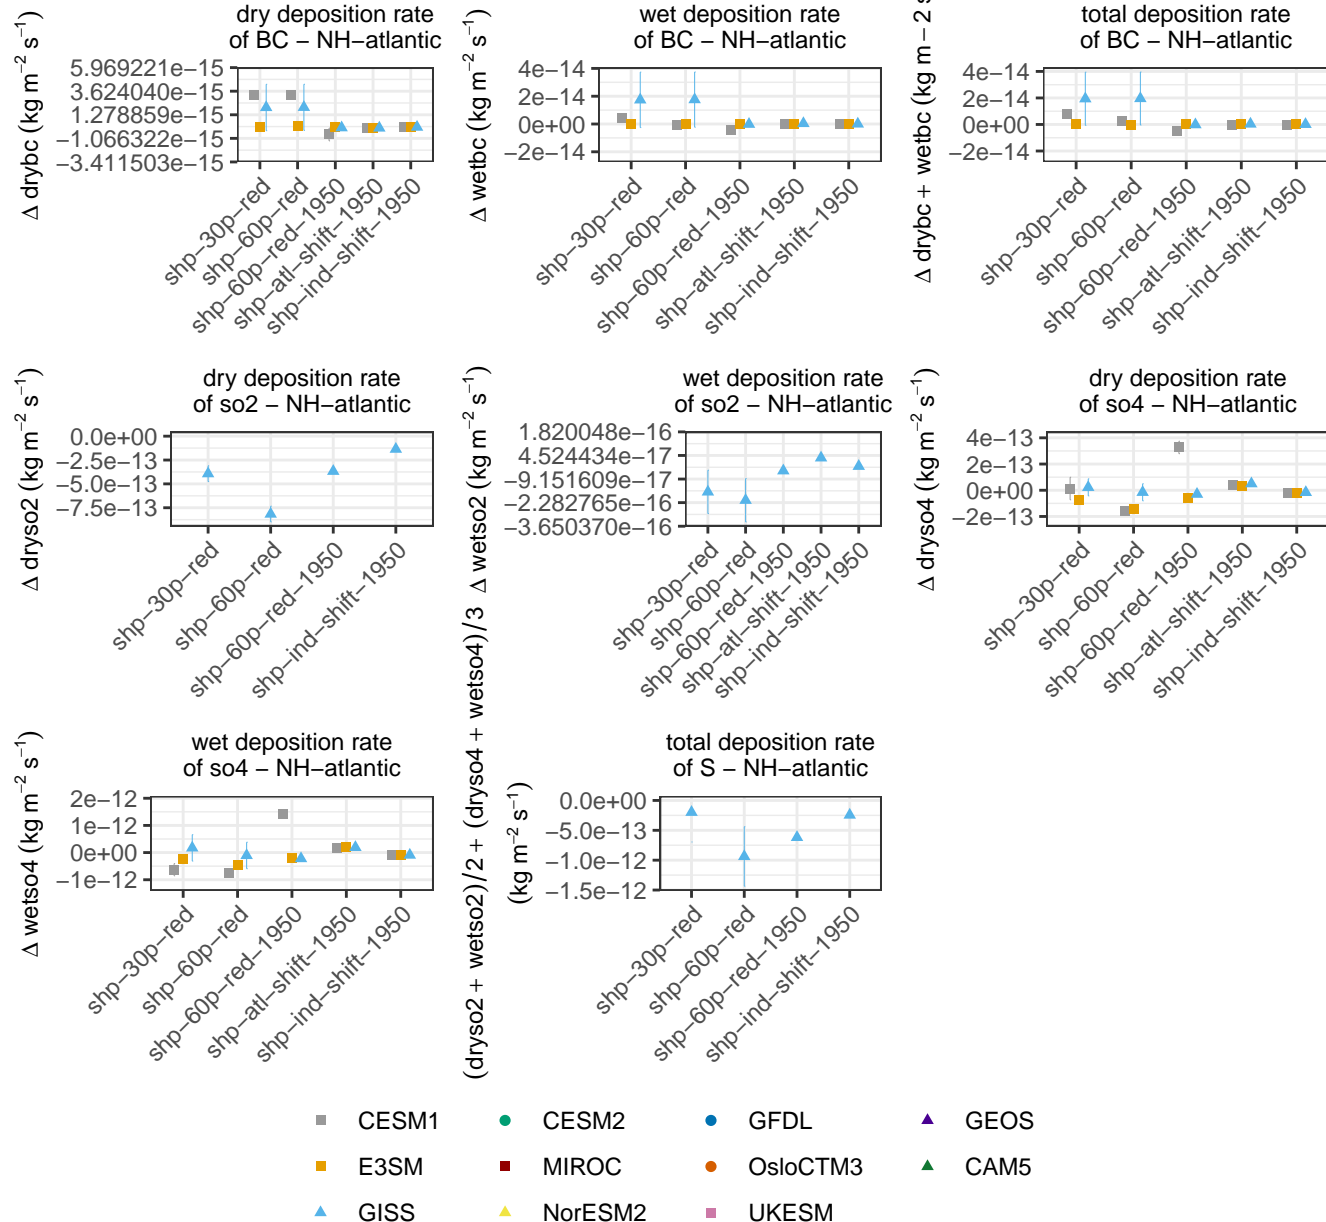 dry deposition rate
of BC − NH−atlantic
Δ drybc (kg m−2 s−1)
5.969221e−15
3.624040e−15
1.278859e−15
−1.066322e−15
−3.411503e−15
shp−30p−red
shp−60p−red
shp−60p−red−1950
shp−atl−shift−1950
shp−ind−shift−1950
wet deposition rate
of BC − NH−atlantic
Δ wetbc (kg m−2 s−1)
4e−14
2e−14
0e+00
−2e−14
shp−30p−red
shp−60p−red
shp−60p−red−1950
shp−atl−shift−1950
shp−ind−shift−1950
total deposition rate
of BC − NH−atlantic
Δ drybc + wetbc (kg m−2 s
4e−14
2e−14
0e+00
−2e−14
shp−30p−red
shp−60p−red
shp−60p−red−1950
shp−atl−shift−1950
shp−ind−shift−1950
dry deposition rate
of so2 − NH−atlantic
Δ dryso2 (kg m−2 s−1)
0.0e+00
−2.5e−13
−5.0e−13
−7.5e−13
shp−30p−red
shp−60p−red
shp−60p−red−1950
shp−ind−shift−1950
wet deposition rate
of so2 − NH−atlantic
Δ wetso2 (kg m−2 s−1)
1.820048e−16
4.524434e−17
−9.151609e−17
−2.282765e−16
−3.650370e−16
shp−30p−red
shp−60p−red
shp−60p−red−1950
shp−atl−shift−1950
shp−ind−shift−1950
dry deposition rate
of so4 − NH−atlantic
Δ dryso4 (kg m−2 s−1)
4e−13
2e−13
0e+00
−2e−13
shp−30p−red
shp−60p−red
shp−60p−red−1950
shp−atl−shift−1950
shp−ind−shift−1950
wet deposition rate
of so4 − NH−atlantic
Δ wetso4 (kg m−2 s−1)
2e−12
1e−12
0e+00
−1e−12
shp−30p−red
shp−60p−red
shp−60p−red−1950
shp−atl−shift−1950
shp−ind−shift−1950
total deposition rate
of S − NH−atlantic
(dryso2 + wetso2)/2 + (dryso4 + wetso4)/3
(kg m−2 s−1)
0.0e+00
−5.0e−13
−1.0e−12
−1.5e−12
shp−30p−red
shp−60p−red
shp−60p−red−1950
shp−ind−shift−1950
CESM1
CESM2
GFDL
GEOS
E3SM
MIROC
OsloCTM3
CAM5
GISS
NorESM2
UKESM